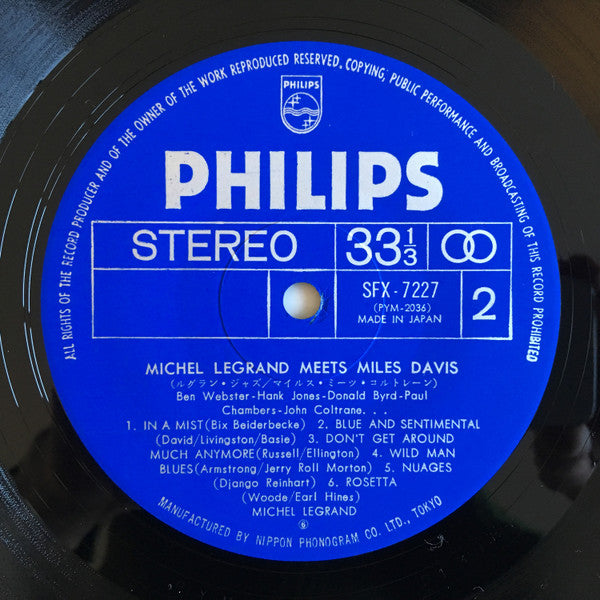 ALL RIGHTS OF THE RECORD PRODUCER AND OF THE OWNER OF THE WORK REPRODUCED RESERVED. COPYING, PUBLIC PERFORMANCE AND BROADCASTING OF THIS RECORD PROHIBITED
PHILIPS
PHILIPS
STEREO 33⅓
SFX-7227 2
(PYM-2036)
MADE IN JAPAN
MICHEL LEGRAND MEETS MILES DAVIS
(ルグラン・ジャズ/マイルス・ミーツ・コルトレーン)
Ben Webster-Hank Jones-Donald Byrd-Paul
Chambers-John Coltrane...
1. IN A MIST(Bix Beiderbecke) 2. BLUE AND SENTIMENTAL
(David/Livingston/Basie) 3. DON'T GET AROUND
MUCH ANYMORE(Russell/Ellington) 4. WILD MAN
BLUES(Armstrong/Jerry Roll Morton) 5. NUAGES
(Django Reinhart) 6. ROSETTA
(Woode/Earl Hines)
MICHEL LEGRAND
MANUFACTURED BY NIPPON PHONOGRAM CO. LTD., TOKYO